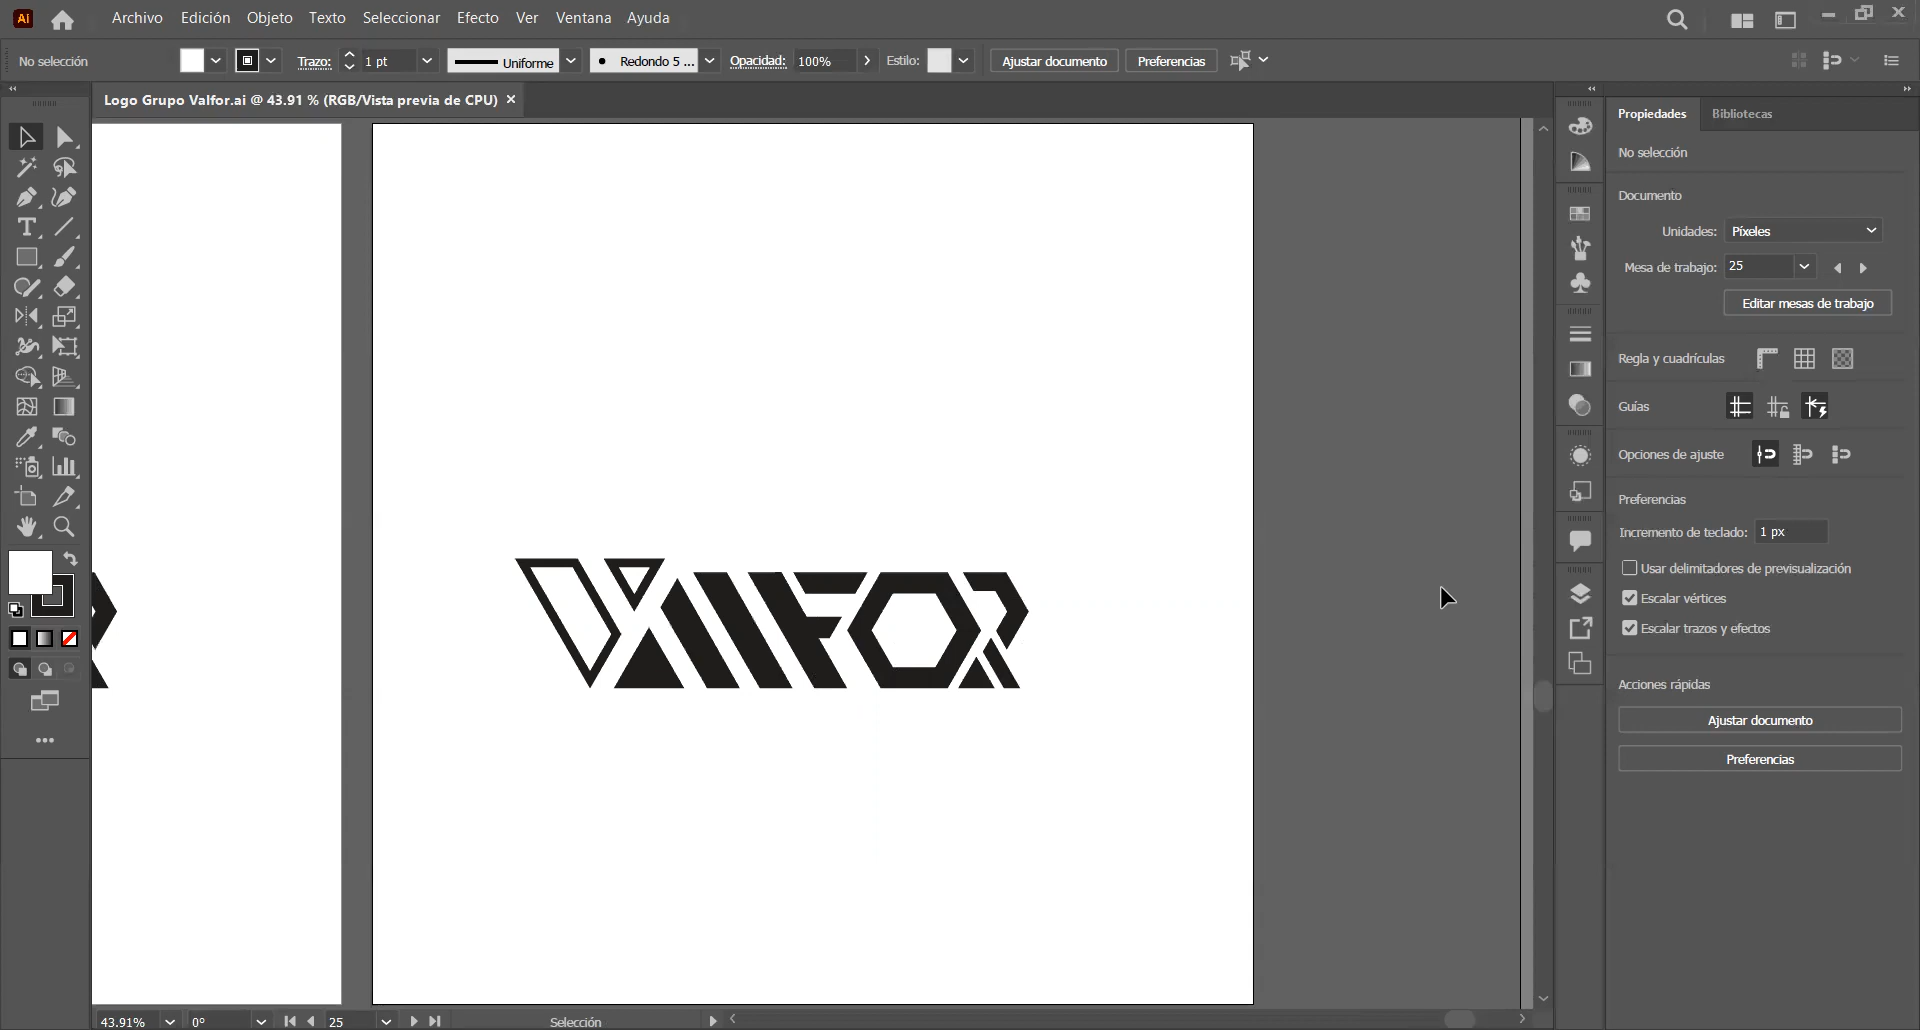 Ai
Archivo Edición Objeto Texto Seleccionar Efecto Ver Ventana Ayuda
No selección
Trazo: 1 pt
Uniforme
Redondo 5 ...
Opacidad: 100%
Estilo:
Ajustar documento
Preferencias
Logo Grupo Valfor.ai @ 43.91 % (RGB/Vista previa de CPU) ×
VALFOR
Propiedades
Bibliotecas
No selección
Documento
Unidades: Píxeles
Mesa de trabajo: 25
Editar mesas de trabajo
Regla y cuadrículas
Guías
Opciones de ajuste
Preferencias
Incremento de teclado: 1 px
Usar delimitadores de previsualización
Escalar vértices
Escalar trazos y efectos
Acciones rápidas
Ajustar documento
Preferencias
43.91% 0° 25 Selección